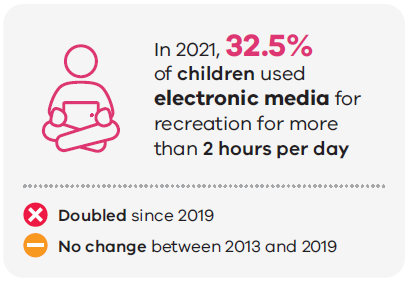 In 2021, 32.5%
of children used
electronic media for
recreation for more
than 2 hours per day
Doubled since 2019
No change between 2013 and 2019